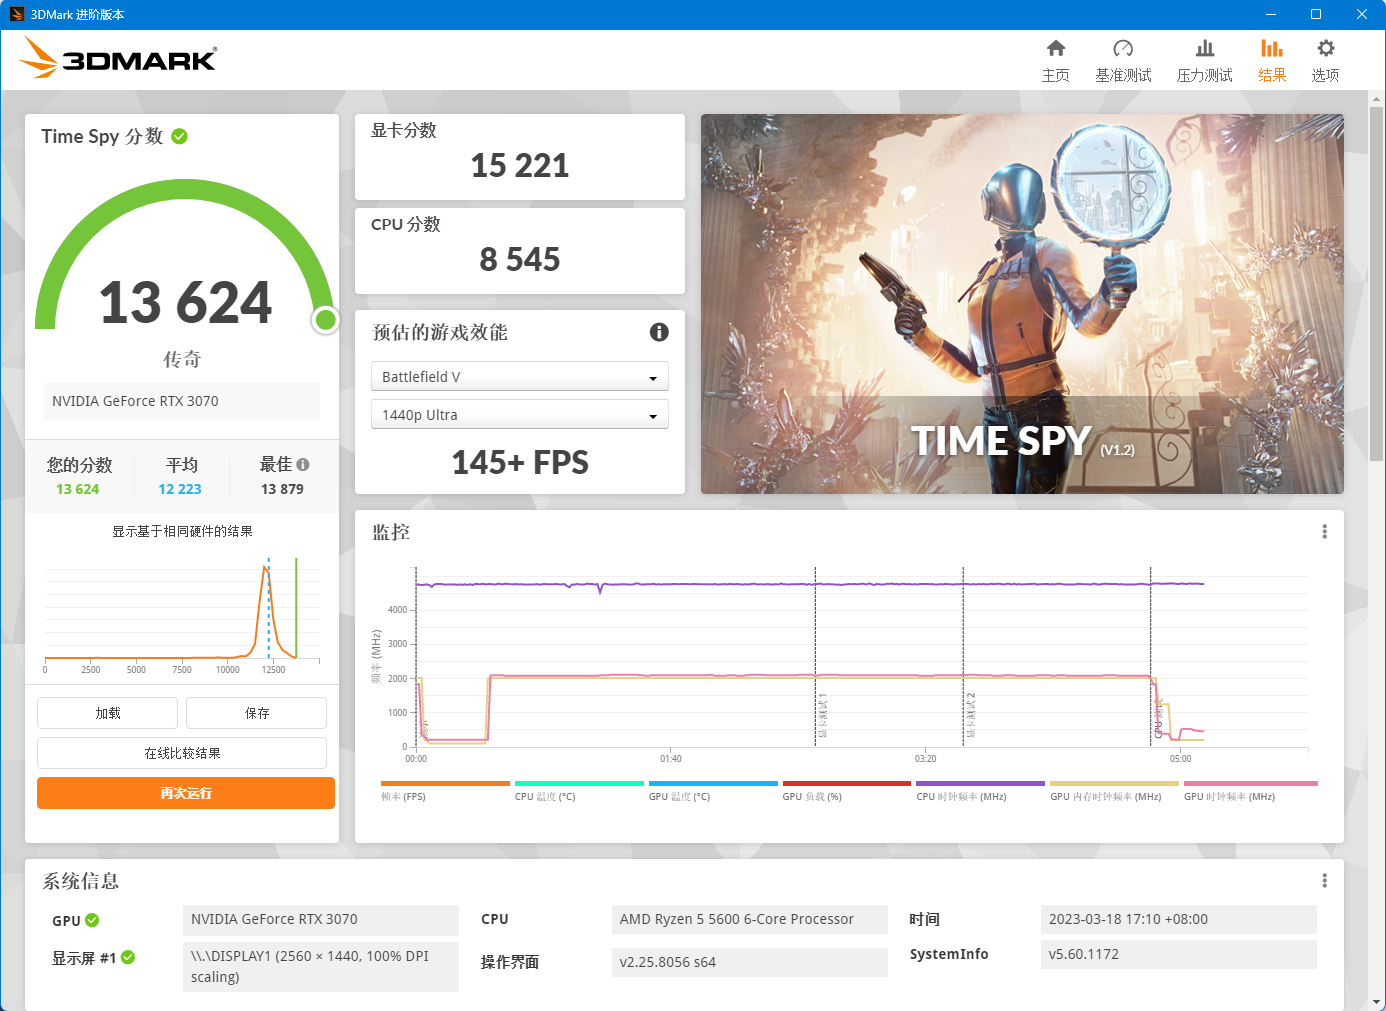 3DMark 进阶版本
3DMARK®
主页
基准测试
压力测试
结果
选项
Time Spy 分数
13 624
传奇
NVIDIA GeForce RTX 3070
您的分数
平均
最佳
13 624
12 223
13 879
显示基于相同硬件的结果
0 2500 5000 7500 10000 12500
加载
保存
在线比较结果
再次运行
显卡分数
15 221
CPU 分数
8 545
预估的游戏效能
Battlefield V
1440p Ultra
145+ FPS
TIME SPY (V1.2)
监控
频率 (MHz)
4000
3000
2000
1000
0
显卡测试 1
显卡测试 2
00:00 01:40 03:20 05:00
帧率 (FPS)
CPU 温度 (°C)
GPU 温度 (°C)
GPU 负载 (%)
CPU 时钟频率 (MHz)
GPU 内存时钟频率 (MHz)
GPU 时钟频率 (MHz)
系统信息
GPU
NVIDIA GeForce RTX 3070
CPU
AMD Ryzen 5 5600 6-Core Processor
时间
2023-03-18 17:10 +08:00
显示屏 #1
\\.\DISPLAY1 (2560 × 1440, 100% DPI
scaling)
操作界面
v2.25.8056 s64
SystemInfo
v5.60.1172